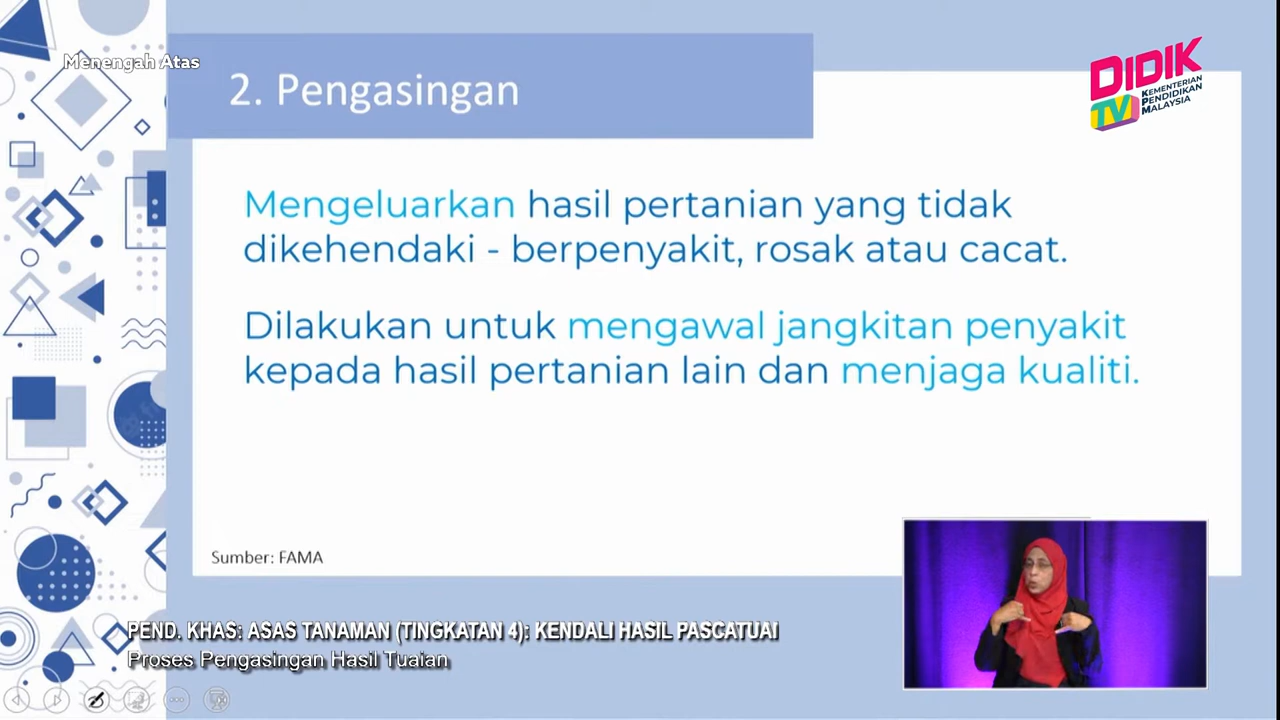 Menengah Atas
2. Pengasingan
DIDIK
TV
KEMENTERIAN
PENDIDIKAN
MALAYSIA
Mengeluarkan hasil pertanian yang tidak
dikehendaki - berpenyakit, rosak atau cacat.
Dilakukan untuk mengawal jangkitan penyakit
kepada hasil pertanian lain dan menjaga kualiti.
Sumber: FAMA
PEND. KHAS: ASAS TANAMAN (TINGKATAN 4): KENDALI HASIL PASCATUAI
Proses Pengasingan Hasil Tuaian